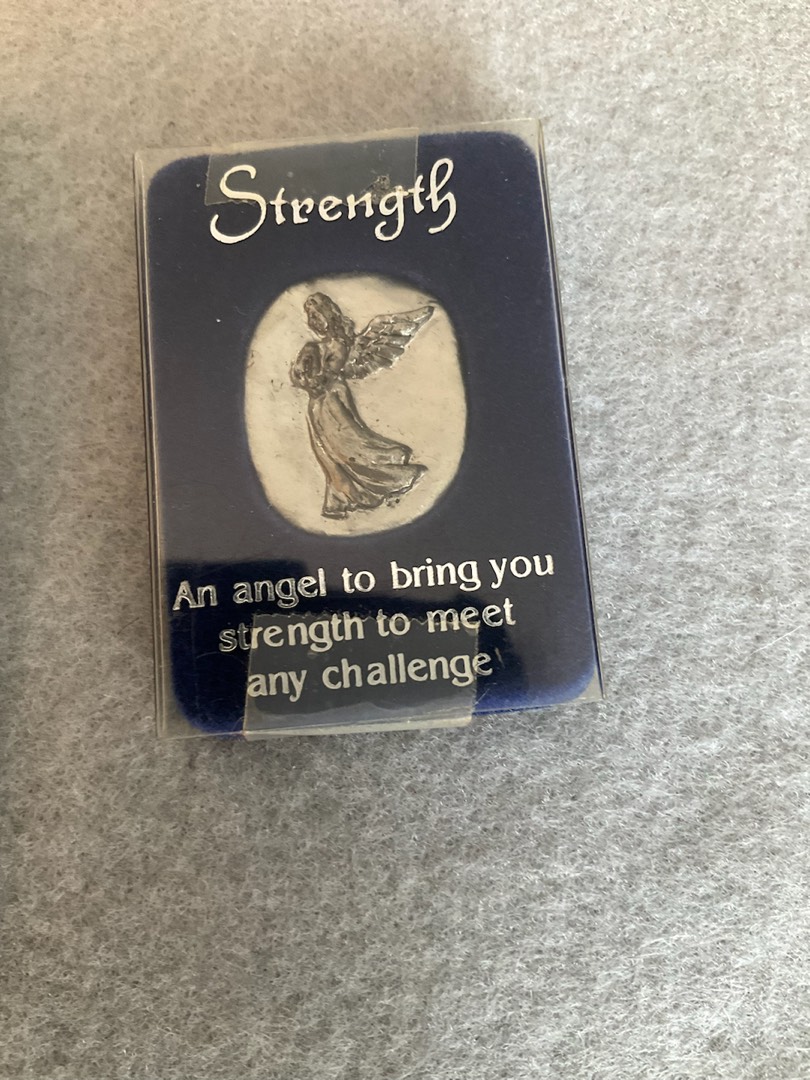 Strength
An angel to bring you
strength to meet
any challenge